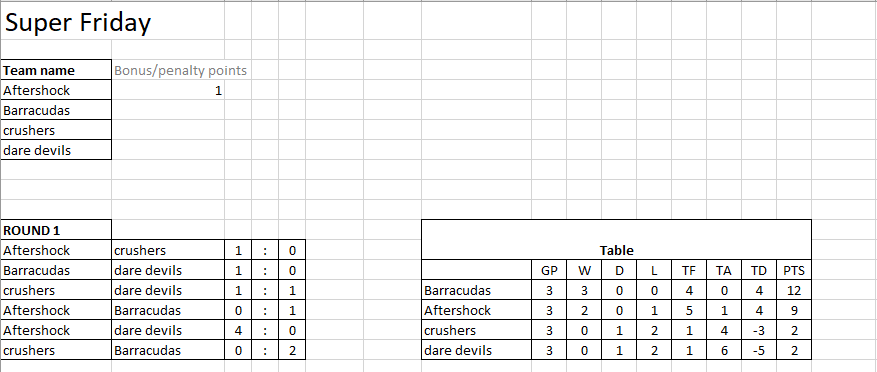 Super Friday
Team name Bonus/penalty points
Aftershock 1
Barracudas
crushers
dare devils
ROUND 1
Aftershock crushers 1 : 0
Barracudas dare devils 1 : 0
crushers dare devils 1 : 1
Aftershock Barracudas 0 : 1
Aftershock dare devils 4 : 0
crushers Barracudas 0 : 2
Table
GP W D L TF TA TD PTS
Barracudas 3 3 0 0 4 0 4 12
Aftershock 3 2 0 1 5 1 4 9
crushers 3 0 1 2 1 4 -3 2
dare devils 3 0 1 2 1 6 -5 2